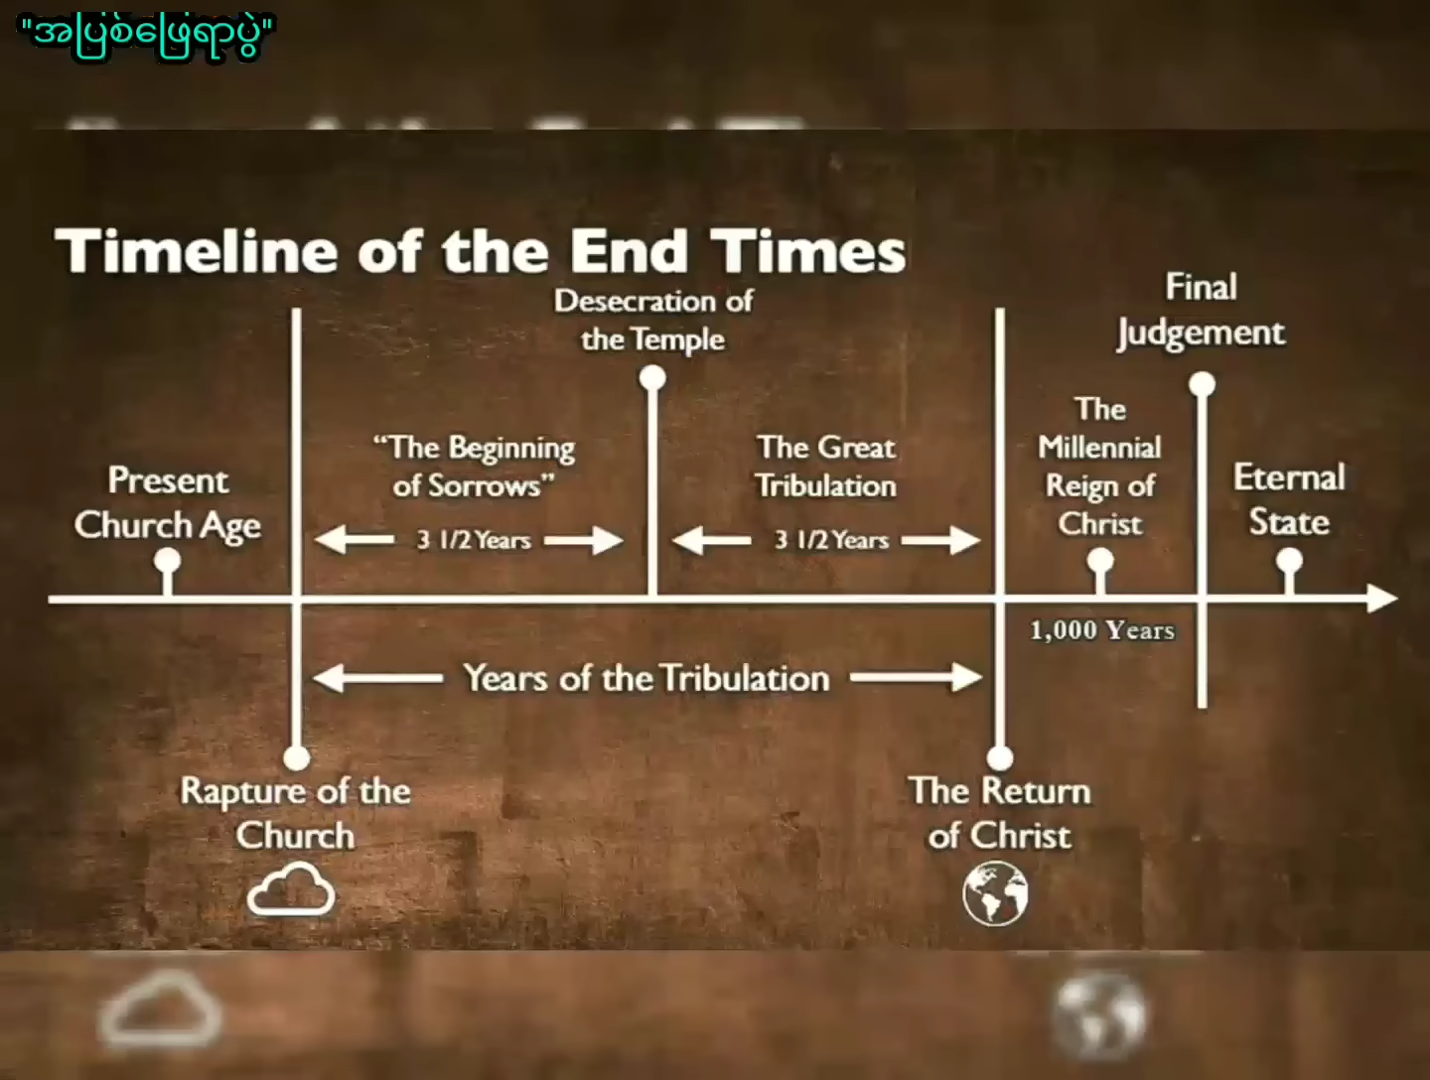 "အပြစ်ဖြေရာပွဲ"
Timeline of the End Times
Desecration of
the Temple
Final
Judgement
The
Millennial
Reign of
Christ
"The Beginning
of Sorrows"
The Great
Tribulation
Present
Church Age
Eternal
State
3 1/2 Years
3 1/2 Years
1,000 Years
Years of the Tribulation
Rapture of the
Church
The Return
of Christ